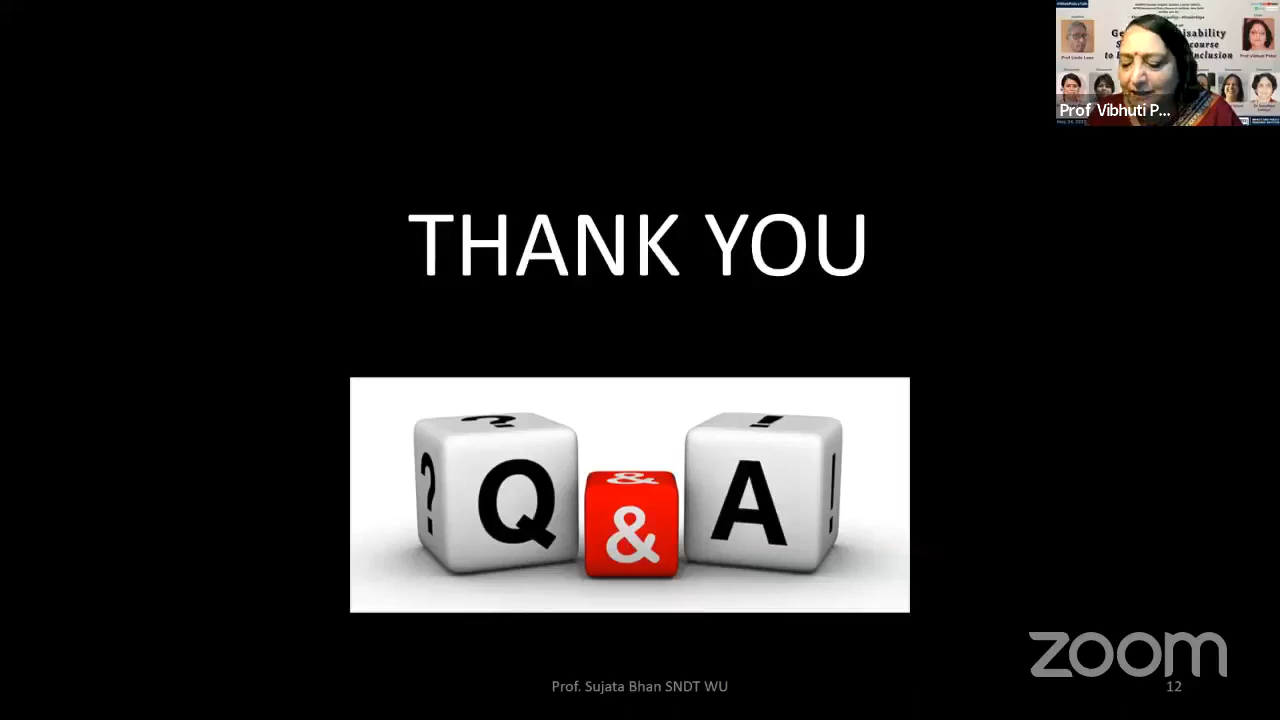 Prof Vibhuti P...
THANK YOU
?
Q
&
&
!
A
!
?
zoom
Prof. Sujata Bhan SNDT WU
12